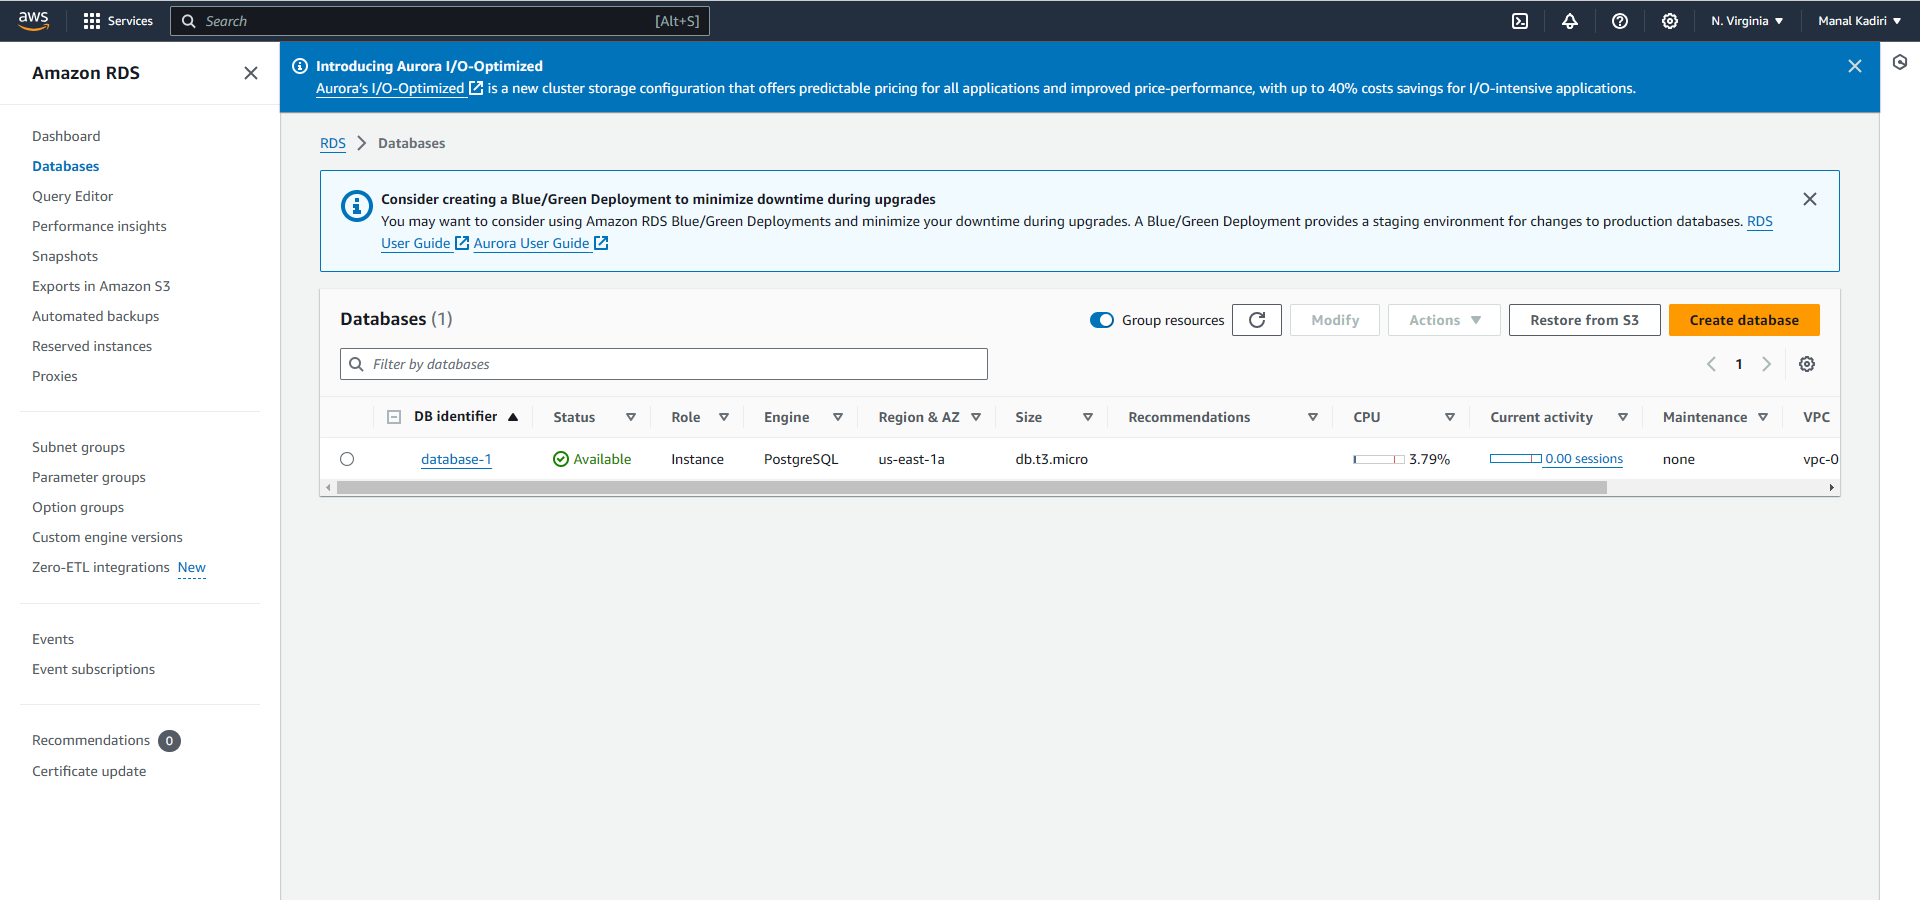 aws
Services
Search
[Alt+S]
N. Virginia
Manal Kadiri
Amazon RDS
Dashboard
Databases
Query Editor
Performance insights
Snapshots
Exports in Amazon S3
Automated backups
Reserved instances
Proxies
Subnet groups
Parameter groups
Option groups
Custom engine versions
Zero-ETL integrations New
Events
Event subscriptions
Recommendations 0
Certificate update
Introducing Aurora I/O-Optimized
Aurora's I/O-Optimized is a new cluster storage configuration that offers predictable pricing for all applications and improved price-performance, with up to 40% costs savings for I/O-intensive applications.
RDS Databases
Consider creating a Blue/Green Deployment to minimize downtime during upgrades
You may want to consider using Amazon RDS Blue/Green Deployments and minimize your downtime during upgrades. A Blue/Green Deployment provides a staging environment for changes to production databases. RDS
User Guide Aurora User Guide
Databases (1)
Group resources
Modify
Actions
Restore from S3
Create database
Filter by databases
1
DB identifier Status Role Engine Region & AZ Size Recommendations CPU Current activity Maintenance VPC
database-1 Available Instance PostgreSQL us-east-1a db.t3.micro 3.79% 0.00 sessions none vpc-0